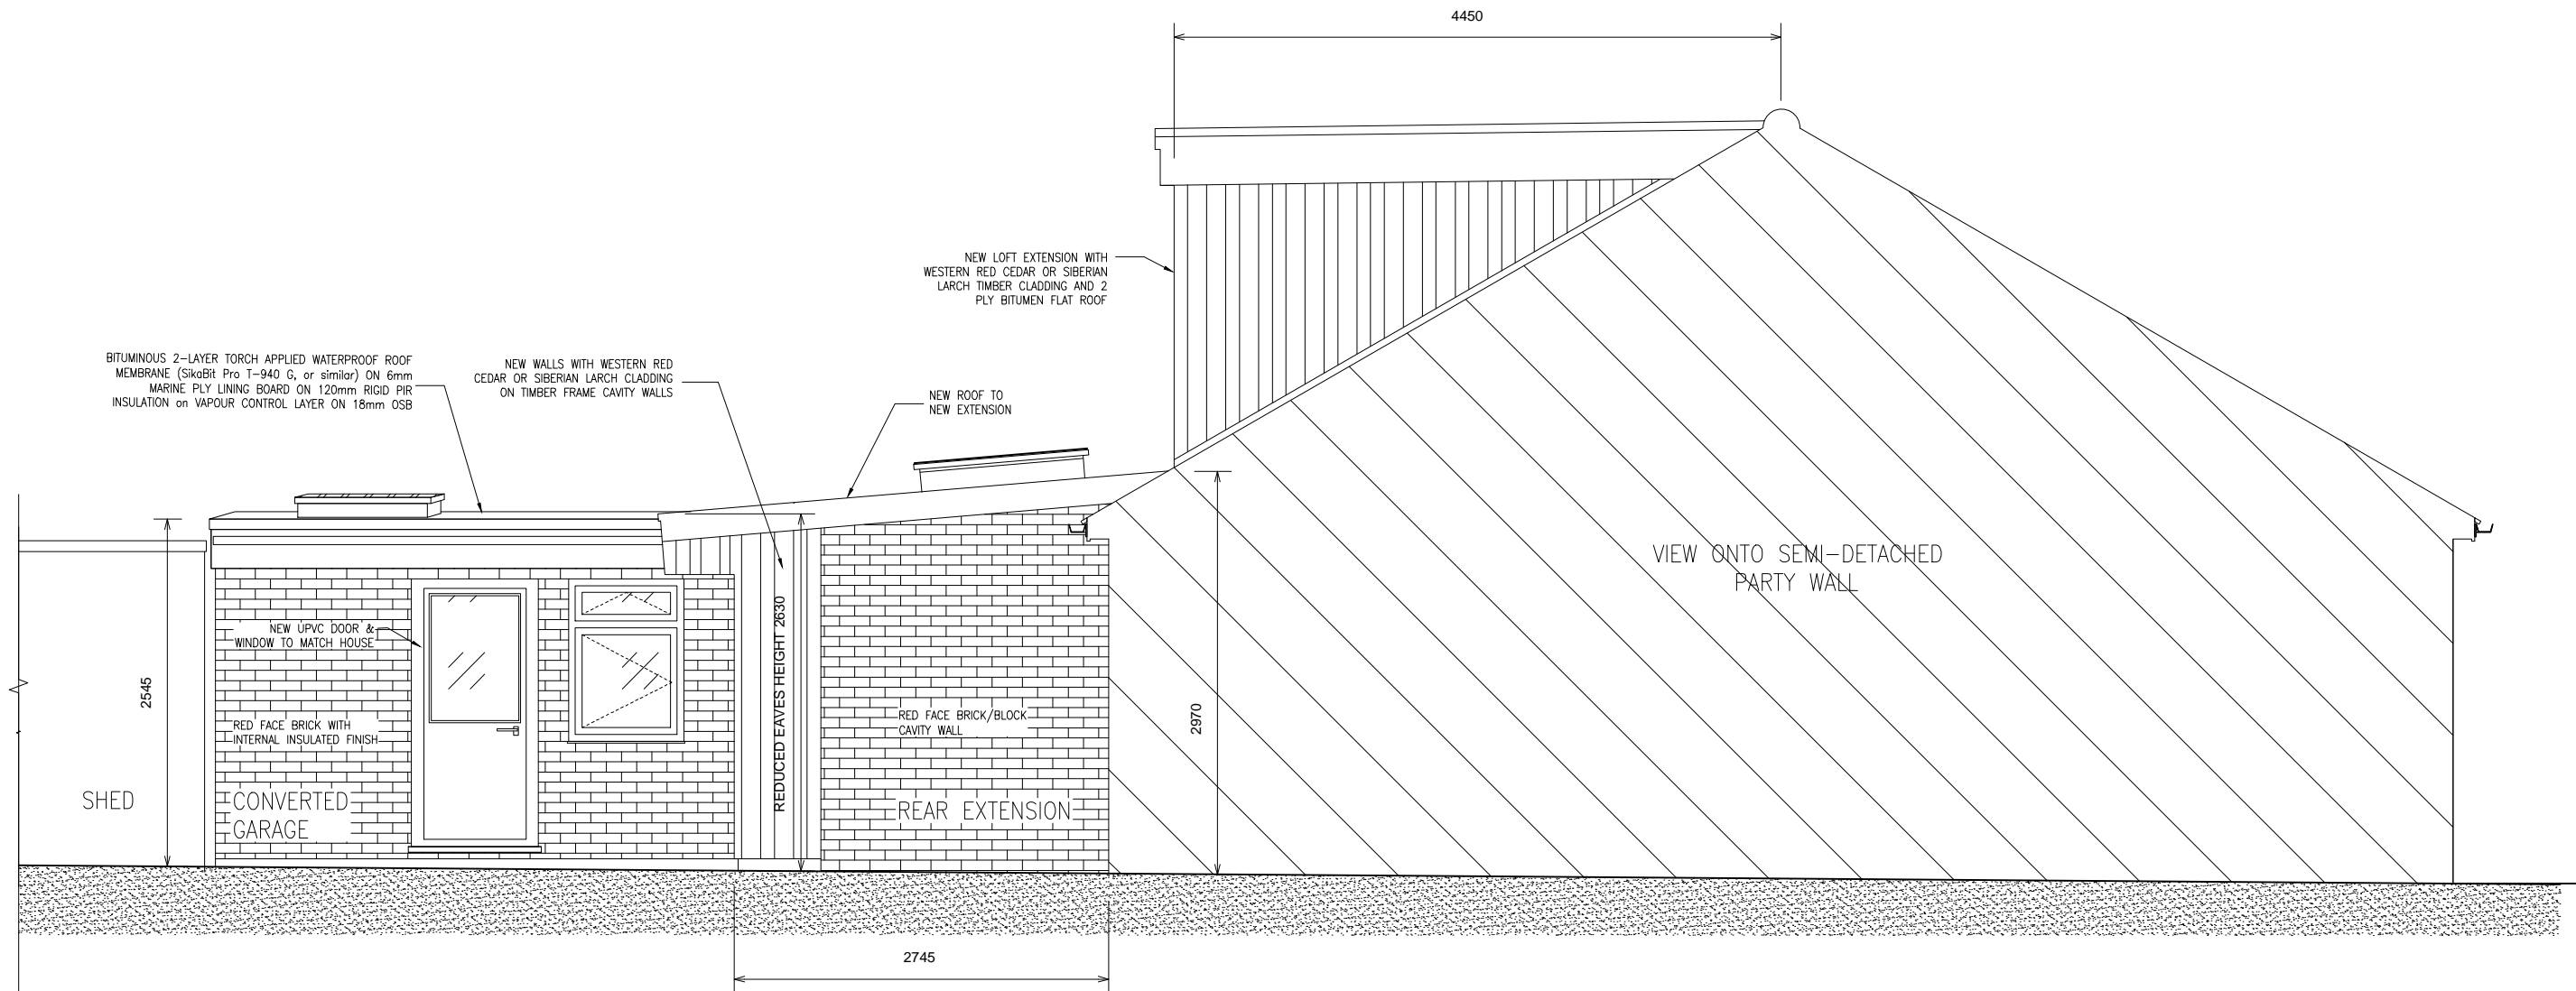 4450
NEW LOFT EXTENSION WITH
WESTERN RED CEDAR OR SIBERIAN
LARCH TIMBER CLADDING AND 2
PLY BITUMEN FLAT ROOF
BITUMINOUS 2-LAYER TORCH APPLIED WATERPROOF ROOF
MEMBRANE (SikaBit Pro T-940 G, or similar) ON 6mm
MARINE PLY LINING BOARD ON 120mm RIGID PIR
INSULATION on VAPOUR CONTROL LAYER ON 18mm OSB
NEW WALLS WITH WESTERN RED
CEDAR OR SIBERIAN LARCH CLADDING
ON TIMBER FRAME CAVITY WALLS
NEW ROOF TO
NEW EXTENSION
VIEW ONTO SEMI-DETACHED
PARTY WALL
NEW UPVC DOOR &
WINDOW TO MATCH HOUSE
2545
REDUCED EAVES HEIGHT 2630
2970
RED FACE BRICK WITH
INTERNAL INSULATED FINISH
RED FACE BRICK/BLOCK
CAVITY WALL
SHED
CONVERTED
GARAGE
REAR EXTENSION
2745